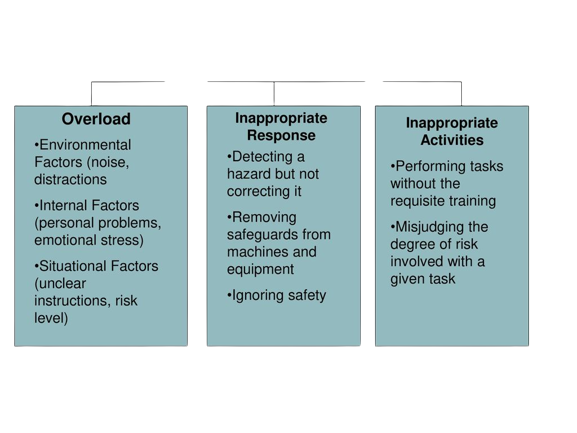 Overload
•Environmental
Factors (noise,
distractions
•Internal Factors
(personal problems,
emotional stress)
•Situational Factors
(unclear
instructions, risk
level)
Inappropriate
Response
•Detecting a
hazard but not
correcting it
•Removing
safeguards from
machines and
equipment
•Ignoring safety
Inappropriate
Activities
•Performing tasks
without the
requisite training
•Misjudging the
degree of risk
involved with a
given task